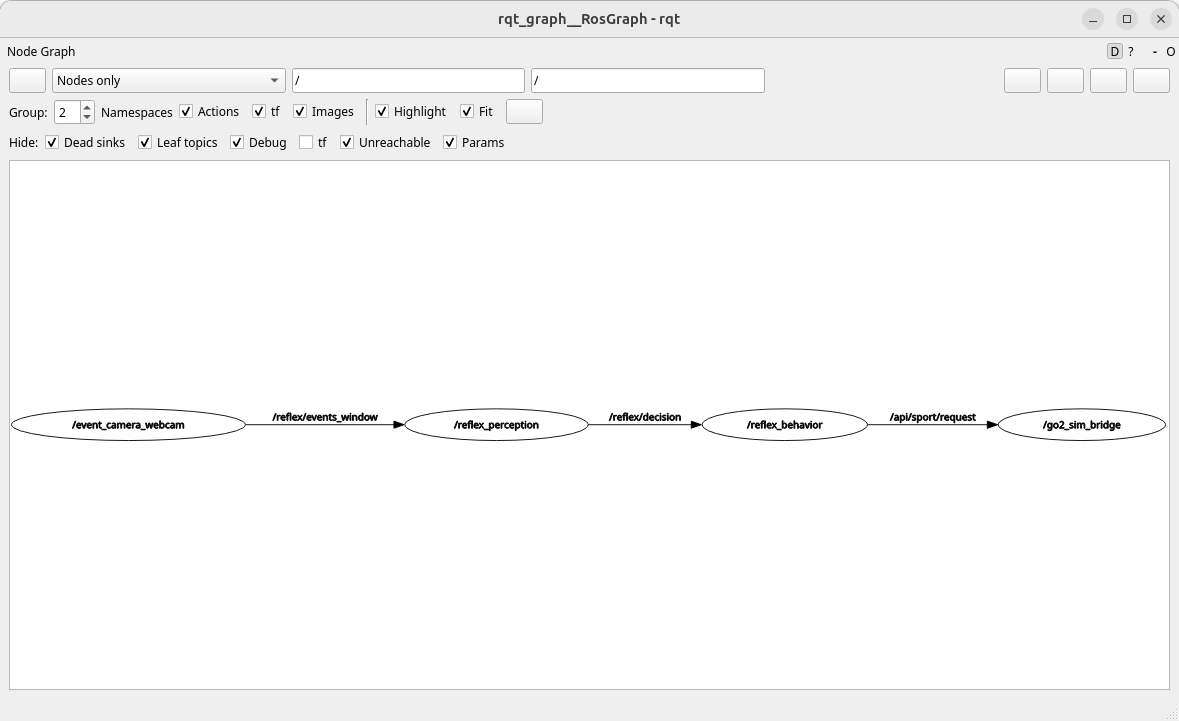 rqt_graph__RosGraph - rqt
Node Graph D ? - O
Nodes only / /
Group: 2 Namespaces Actions tf Images Highlight Fit
Hide: Dead sinks Leaf topics Debug tf Unreachable Params
/event_camera_webcam /reflex/events_window /reflex_perception /reflex/decision /reflex_behavior /api/sport/request /go2_sim_bridge